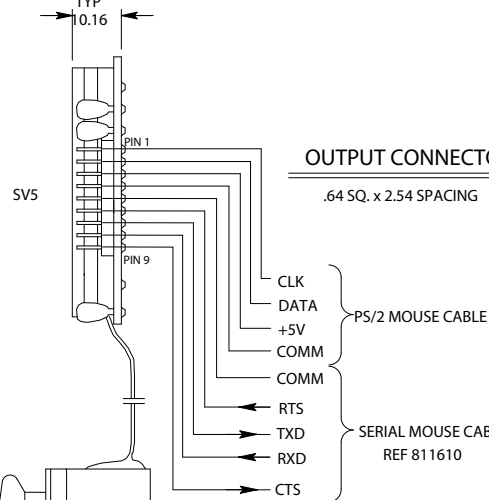 TYP
10.16
PIN 1
OUTPUT CONNECTO
SV5
.64 SQ. x 2.54 SPACING
PIN 9
CLK
DATA
+5V
PS/2 MOUSE CABLE
COMM
COMM
RTS
TXD
SERIAL MOUSE CAB
RXD
REF 811610
CTS